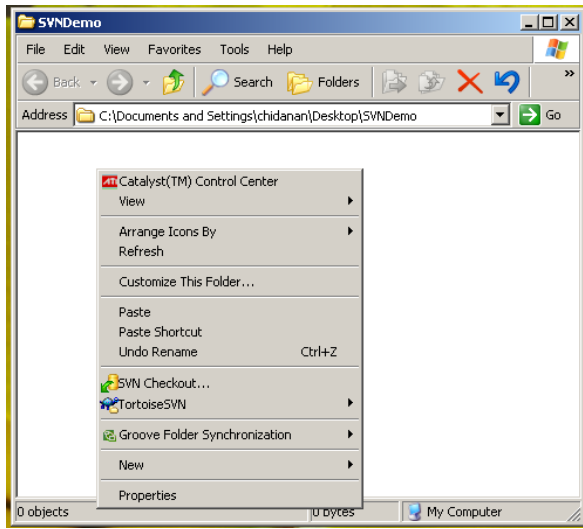 SVNDemo
File Edit View Favorites Tools Help
Back Search Folders »
Address C:\Documents and Settings\chidanan\Desktop\SVNDemo Go
ATI Catalyst(TM) Control Center
View
Arrange Icons By
Refresh
Customize This Folder...
Paste
Paste Shortcut
Undo Rename Ctrl+Z
SVN Checkout...
TortoiseSVN
Groove Folder Synchronization
New
Properties
0 objects 0 bytes My Computer